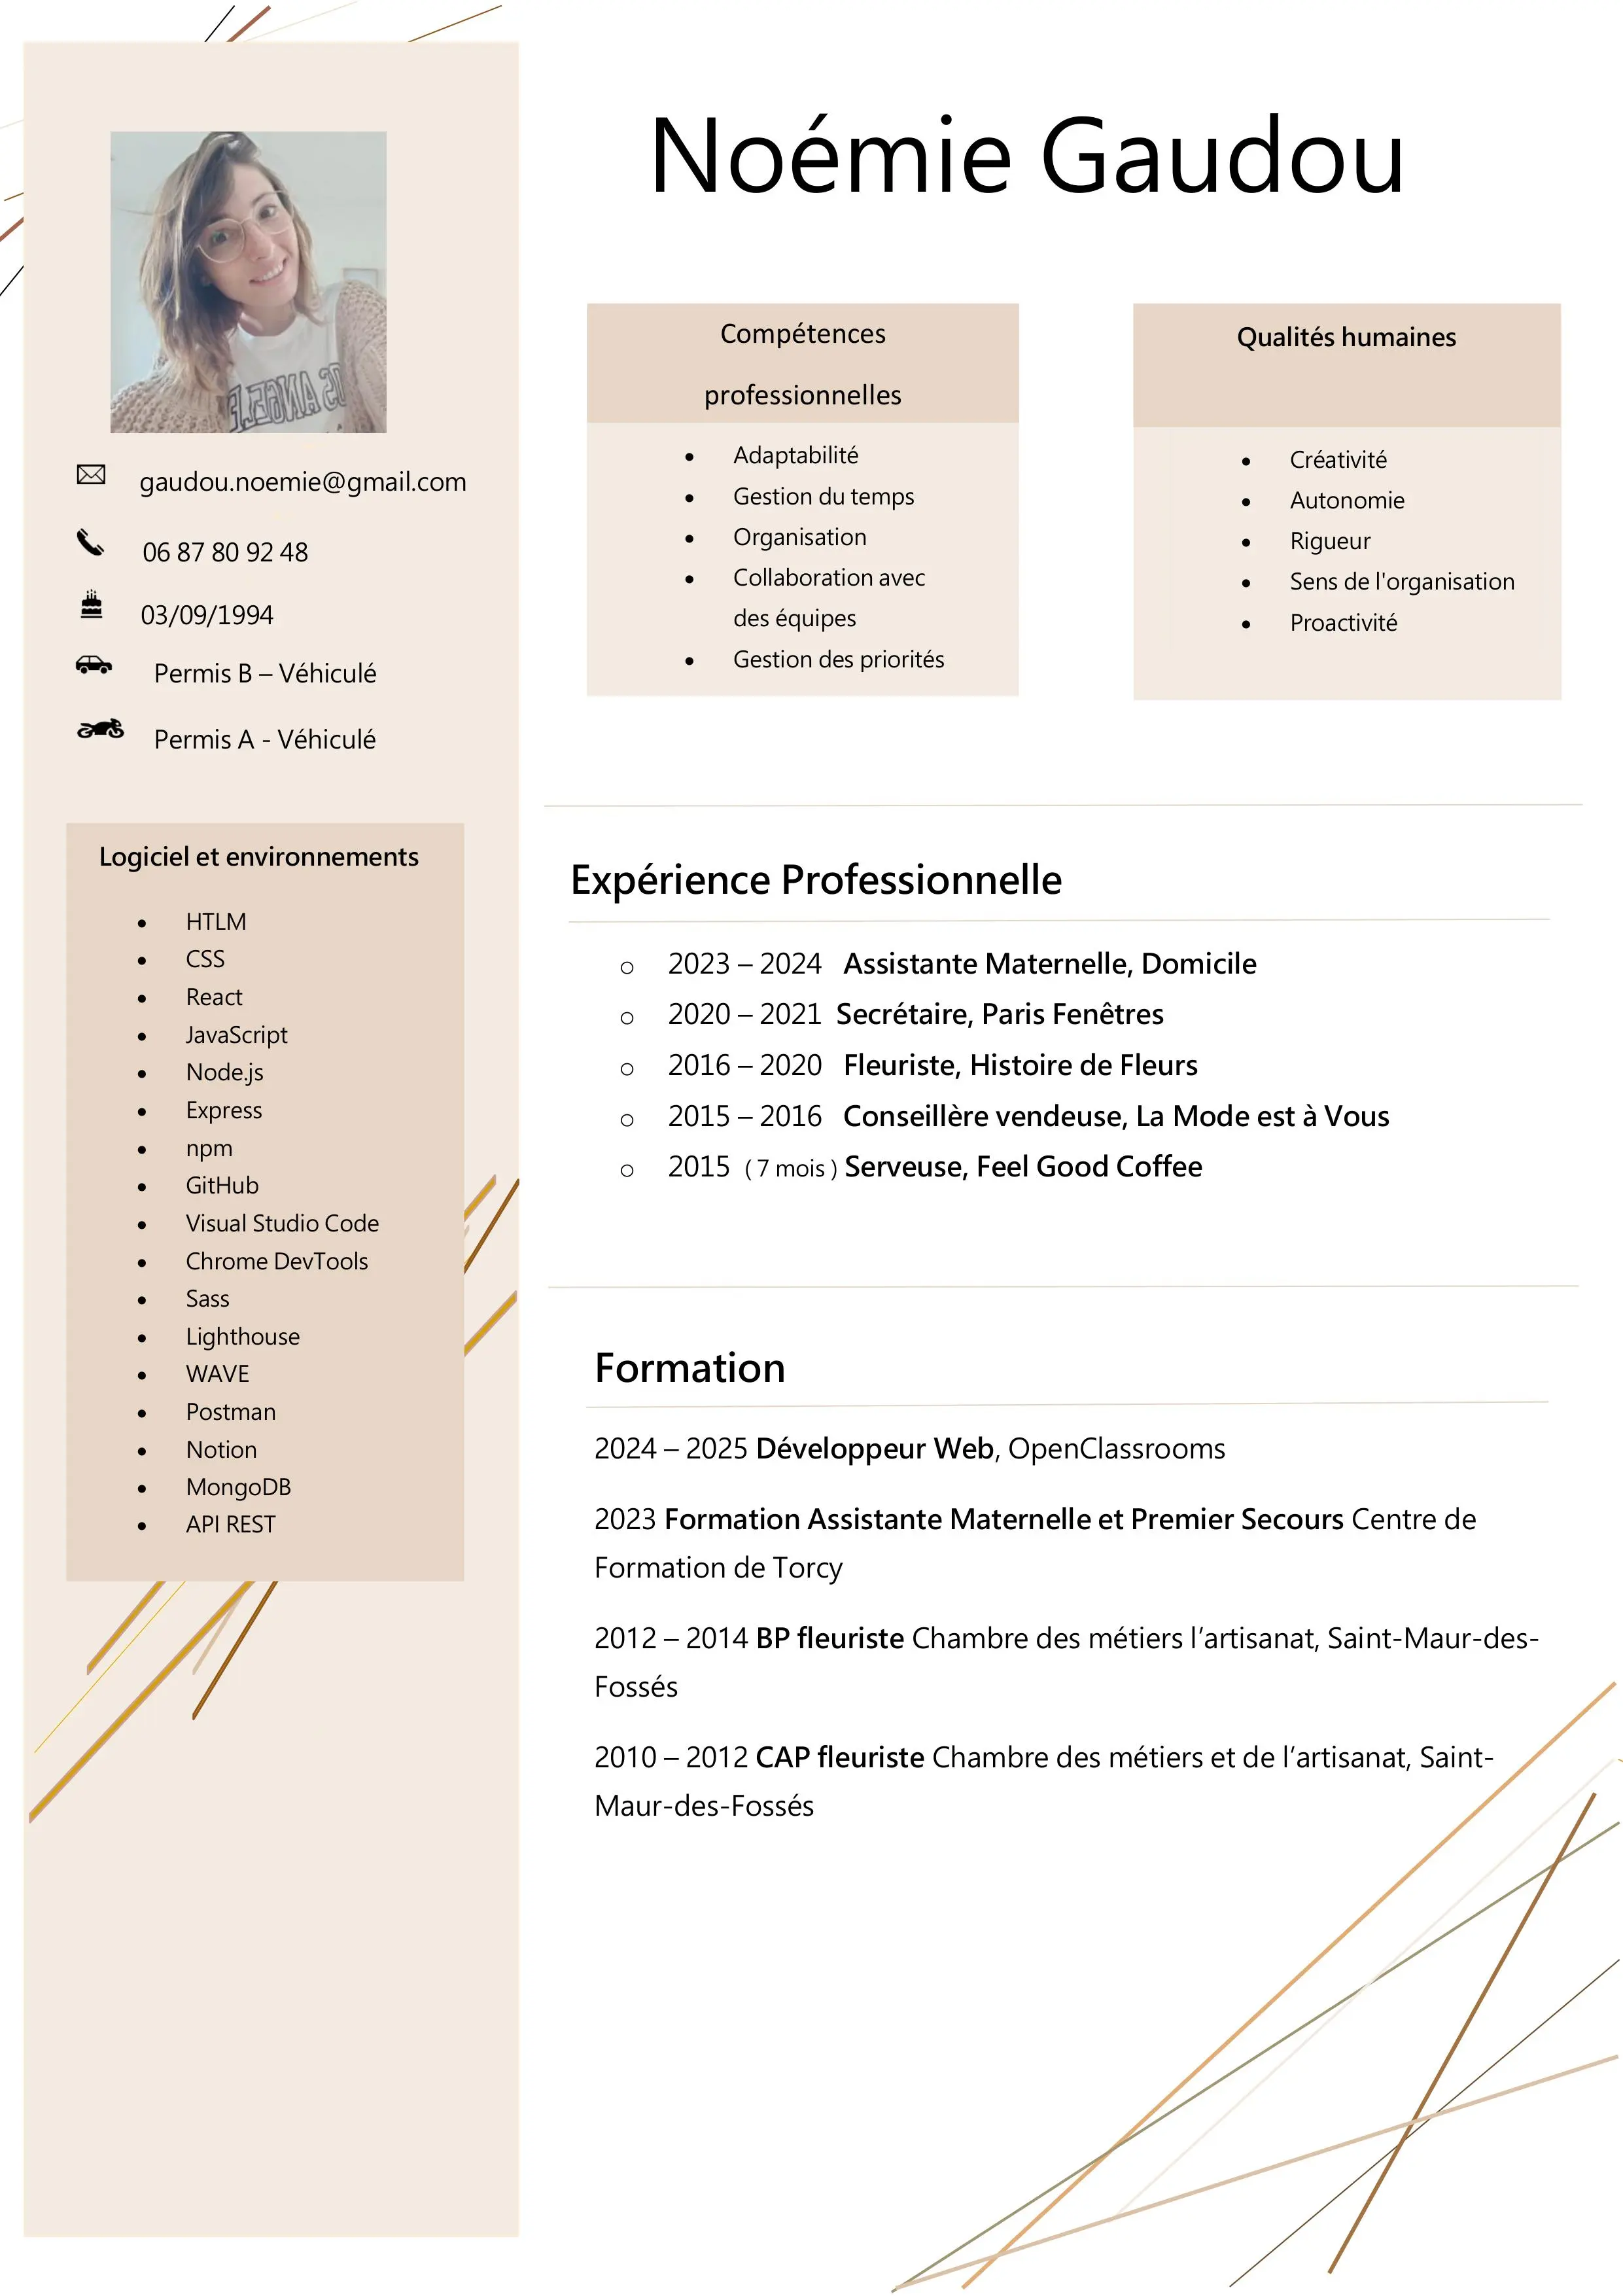 Noémie Gaudou
gaudou.noemie@gmail.com
06 87 80 92 48
03/09/1994
Permis B – Véhiculé
Permis A - Véhiculé
Logiciel et environnements
• HTLM
• CSS
• React
• JavaScript
• Node.js
• Express
• npm
• GitHub
• Visual Studio Code
• Chrome DevTools
• Sass
• Lighthouse
• WAVE
• Postman
• Notion
• MongoDB
• API REST
Compétences
professionnelles
• Adaptabilité
• Gestion du temps
• Organisation
• Collaboration avec
des équipes
• Gestion des priorités
Qualités humaines
• Créativité
• Autonomie
• Rigueur
• Sens de l'organisation
• Proactivité
Expérience Professionnelle
o 2023 – 2024 Assistante Maternelle, Domicile
o 2020 – 2021 Secrétaire, Paris Fenêtres
o 2016 – 2020 Fleuriste, Histoire de Fleurs
o 2015 – 2016 Conseillère vendeuse, La Mode est à Vous
o 2015 ( 7 mois ) Serveuse, Feel Good Coffee
Formation
2024 – 2025 Développeur Web, OpenClassrooms
2023 Formation Assistante Maternelle et Premier Secours Centre de
Formation de Torcy
2012 – 2014 BP fleuriste Chambre des métiers l’artisanat, Saint-Maur-des-
Fossés
2010 – 2012 CAP fleuriste Chambre des métiers et de l’artisanat, Saint-
Maur-des-Fossés